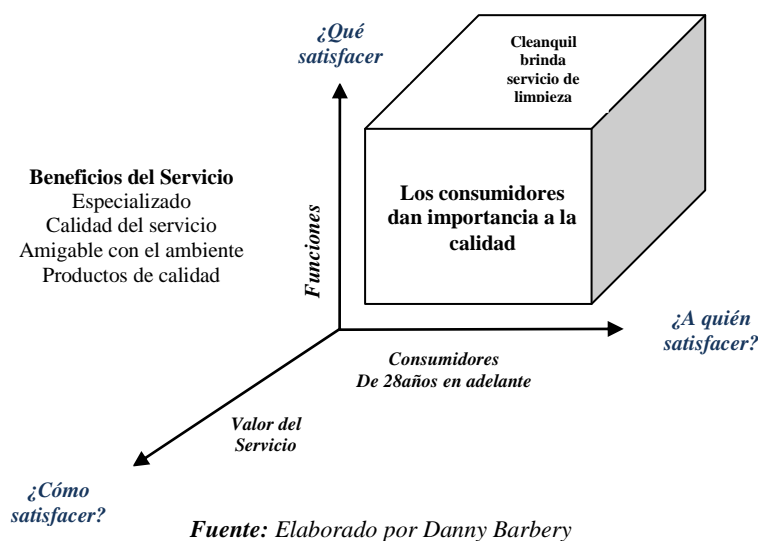 ¿Qué
satisfacer
Cleanquil
brinda
servicio de
limpieza
Beneficios del Servicio
Especializado
Calidad del servicio
Amigable con el ambiente
Productos de calidad
Funciones
Los consumidores
dan importancia a la
calidad
¿A quién
satisfacer?
Consumidores
De 28años en adelante
Valor del
Servicio
¿Cómo
satisfacer?
Fuente: Elaborado por Danny Barbery